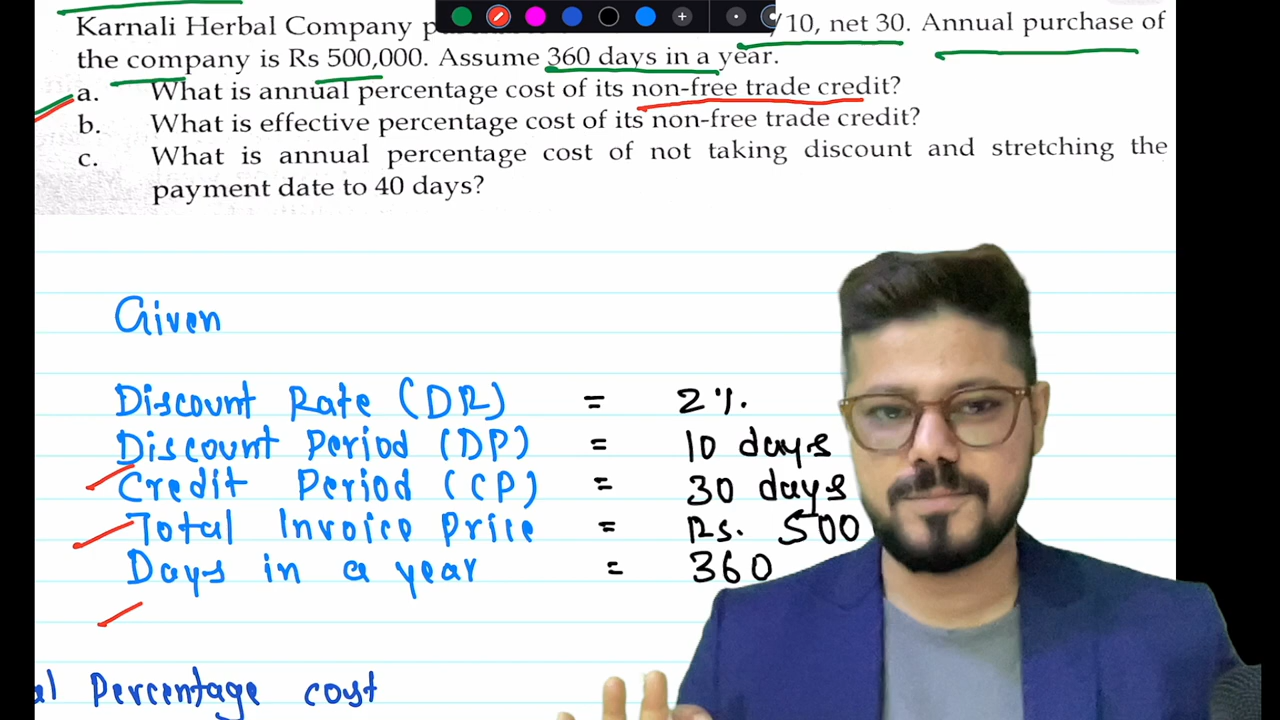 Karnali Herbal Company /10, net 30. Annual purchase of
the company is Rs 500,000. Assume 360 days in a year.
a. What is annual percentage cost of its non-free trade credit?
b. What is effective percentage cost of its non-free trade credit?
c. What is annual percentage cost of not taking discount and stretching the
payment date to 40 days?
Given
Discount Rate (DR) = 2%.
Discount Period (DP) = 10 days
Credit Period (CP) = 30 days
Total Invoice Price = Rs. 500
Days in a year = 360
Percentage cost